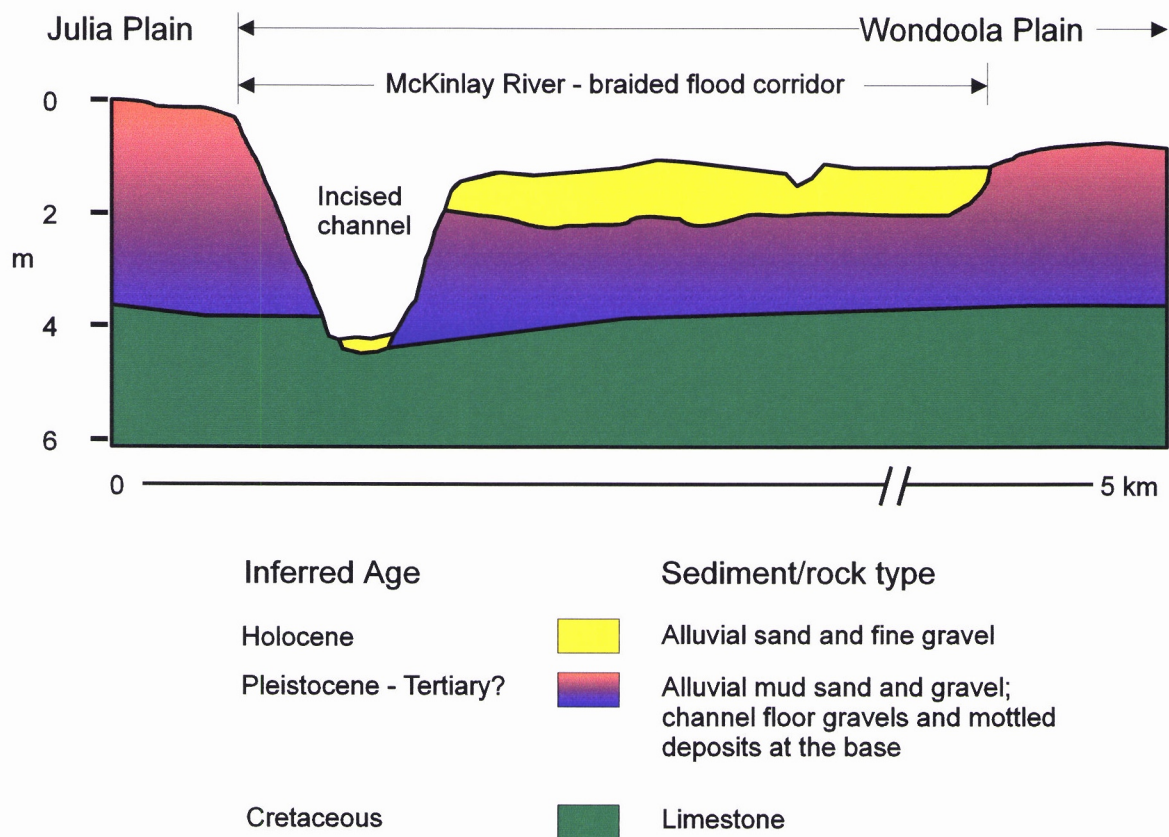 Julia Plain
Wondoola Plain
McKinlay River - braided flood corridor
0
2
m
4
6
Incised
channel
0
5 km
Inferred Age
Sediment/rock type
Holocene
Alluvial sand and fine gravel
Pleistocene - Tertiary?
Alluvial mud sand and gravel;
channel floor gravels and mottled
deposits at the base
Cretaceous
Limestone